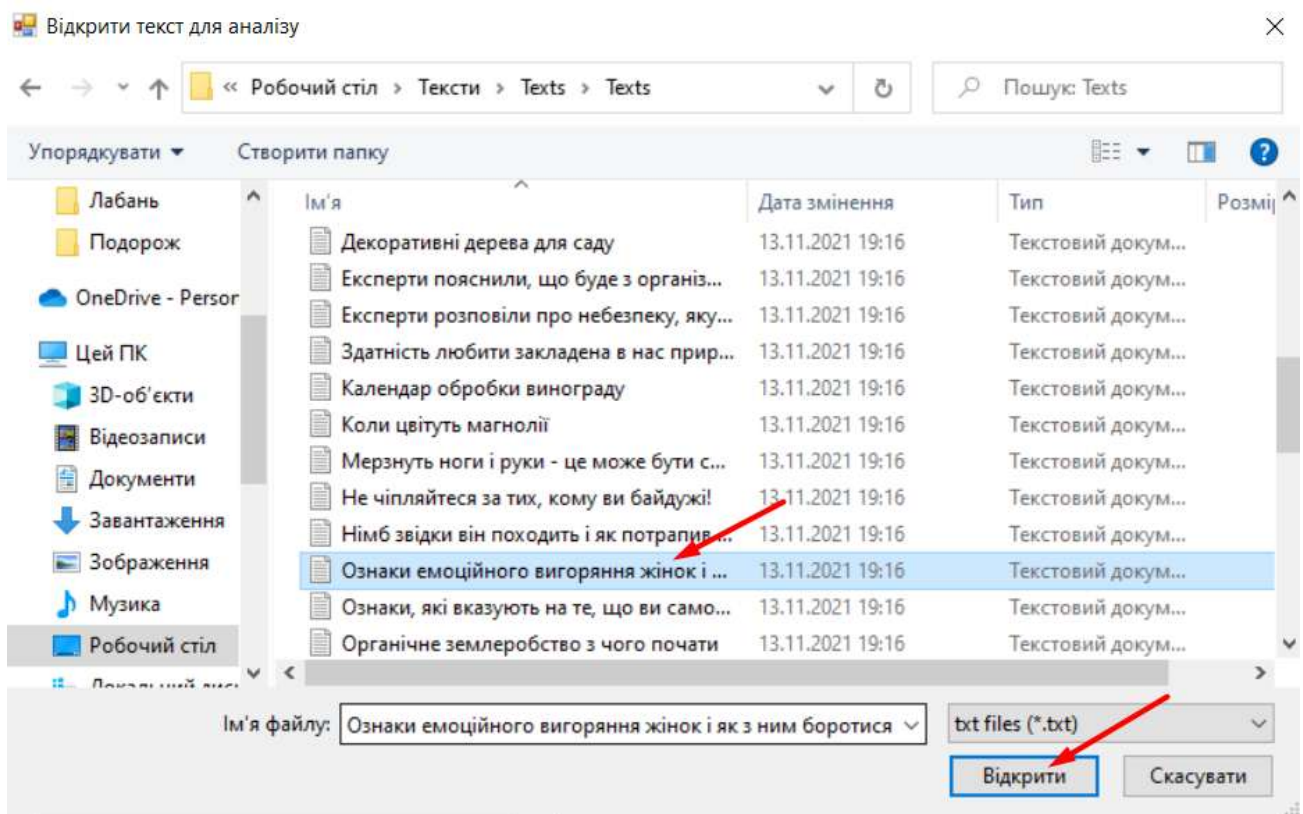 Відкрити текст для аналізу
« Робочий стіл > Тексти > Texts > Texts
Пошук: Texts
Упорядкувати
Створити папку
?
Лабань
Подорож
OneDrive - Person
Цей ПК
3D-об'єкти
Відеозаписи
Документи
Завантаження
Зображення
Музика
Робочий стіл
Ім'я Дата змінення Тип Розмі
Декоративні дерева для саду 13.11.2021 19:16 Текстовий докум...
Експерти пояснили, що буде з організ... 13.11.2021 19:16 Текстовий докум...
Експерти розповіли про небезпеку, яку... 13.11.2021 19:16 Текстовий докум...
Здатність любити закладена в нас прир... 13.11.2021 19:16 Текстовий докум...
Календар обробки винограду 13.11.2021 19:16 Текстовий докум...
Коли цвітуть магнолії 13.11.2021 19:16 Текстовий докум...
Мерзнуть ноги і руки - це може бути с... 13.11.2021 19:16 Текстовий докум...
Не чіпляйтеся за тих, кому ви байдужі! 13.11.2021 19:16 Текстовий докум...
Німб звідки він походить і як потрапив ... 13.11.2021 19:16 Текстовий докум...
Ознаки емоційного вигоряння жінок і ... 13.11.2021 19:16 Текстовий докум...
Ознаки, які вказують на те, що ви само... 13.11.2021 19:16 Текстовий докум...
Органічне землеробство з чого почати 13.11.2021 19:16 Текстовий докум...
Ім'я файлу: Ознаки емоційного вигоряння жінок і як з ним боротися
txt files (*.txt)
Відкрити
Скасувати